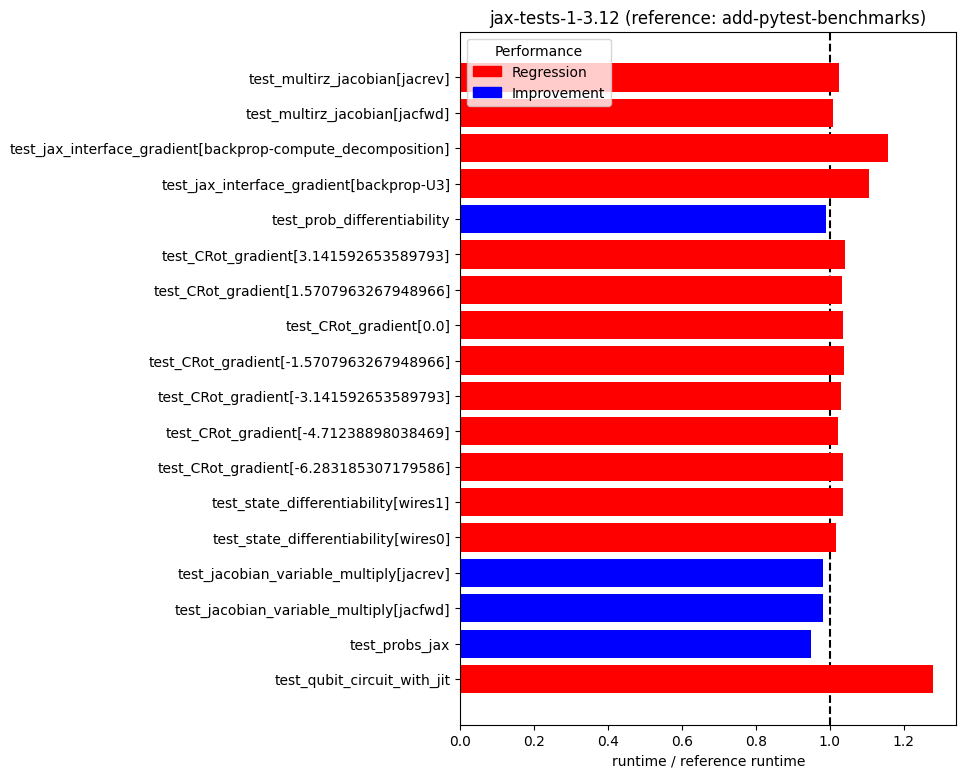 jax-tests-1-3.12 (reference: add-pytest-benchmarks)
Performance
Regression
Improvement
test_multirz_jacobian[jacrev]
test_multirz_jacobian[jacfwd]
test_jax_interface_gradient[backprop-compute_decomposition]
test_jax_interface_gradient[backprop-U3]
test_prob_differentiability
test_CRot_gradient[3.141592653589793]
test_CRot_gradient[1.5707963267948966]
test_CRot_gradient[0.0]
test_CRot_gradient[-1.5707963267948966]
test_CRot_gradient[-3.141592653589793]
test_CRot_gradient[-4.71238898038469]
test_CRot_gradient[-6.283185307179586]
test_state_differentiability[wires1]
test_state_differentiability[wires0]
test_jacobian_variable_multiply[jacrev]
test_jacobian_variable_multiply[jacfwd]
test_probs_jax
test_qubit_circuit_with_jit
0.0 0.2 0.4 0.6 0.8 1.0 1.2
runtime / reference runtime